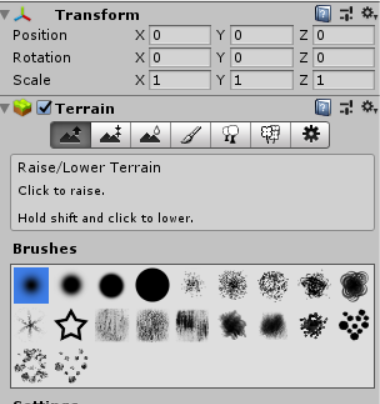 Transform
Position X 0 Y 0 Z 0
Rotation X 0 Y 0 Z 0
Scale X 1 Y 1 Z 1
Terrain
Raise/Lower Terrain
Click to raise.
Hold shift and click to lower.
Brushes
Settings